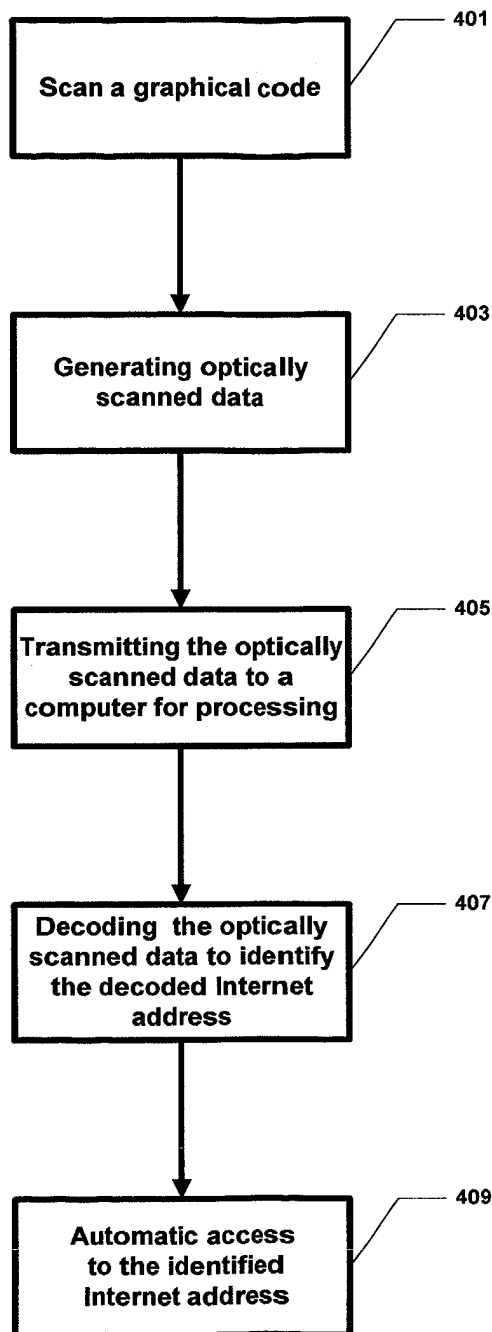 401
Scan a graphical code
403
Generating optically
scanned data
405
Transmitting the optically
scanned data to a
computer for processing
407
Decoding the optically
scanned data to identify
the decoded Internet
address
409
Automatic access
to the identified
Internet address